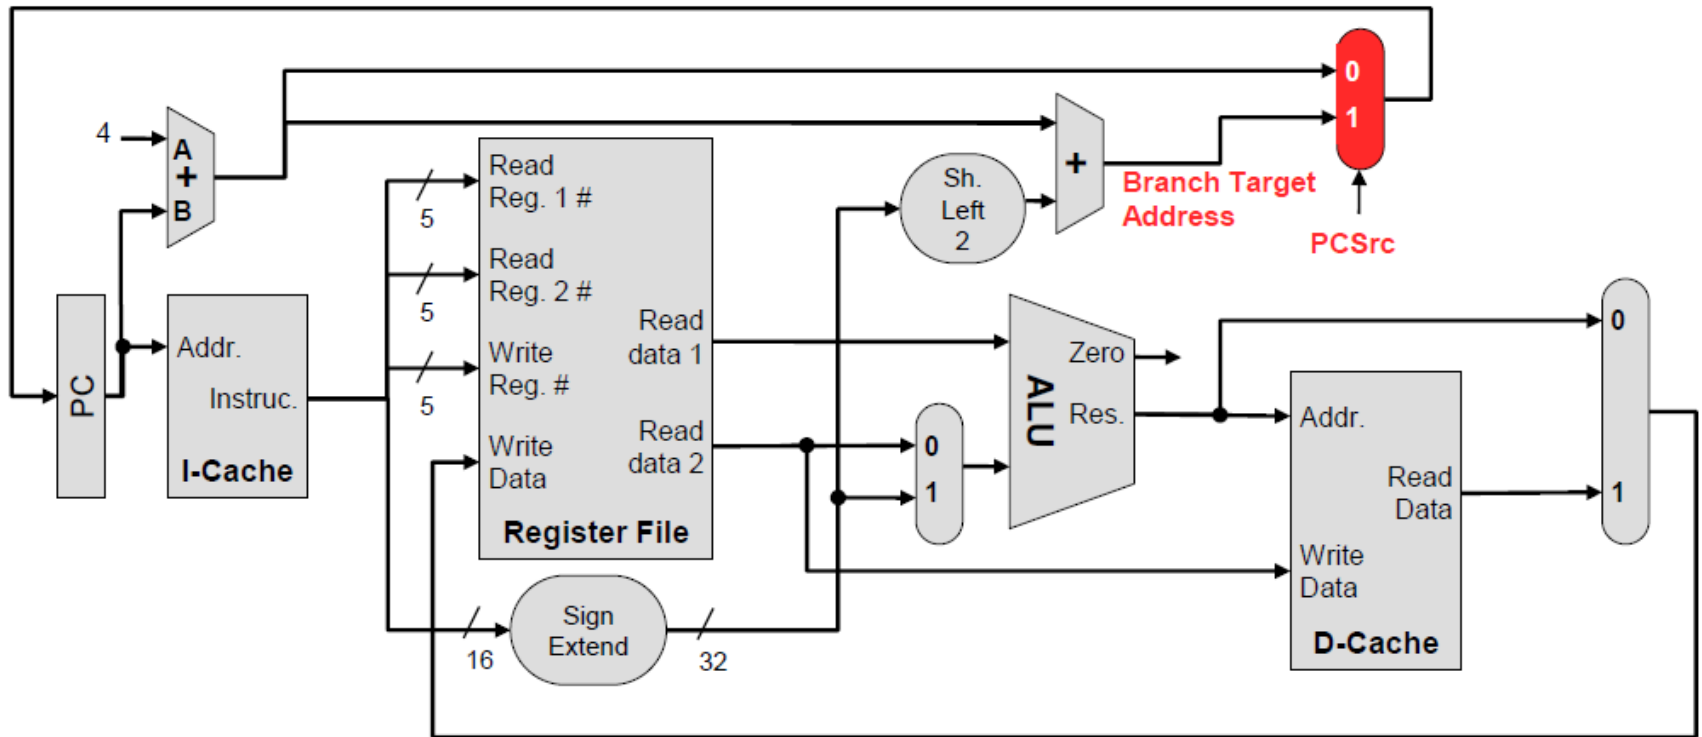 0
4
A
+
B
1
+
Branch Target
Address
PCSrc
Sh.
Left
2
Read
Reg. 1 #
5
Read
Reg. 2 #
5
Write
Reg. #
5
Write
Data
Read
data 1
Read
data 2
Register File
PC
Addr.
Instruc.
I-Cache
16
Sign
Extend
32
0
1
ALU
Zero
Res.
Addr.
Read
Data
Write
Data
D-Cache
0
1